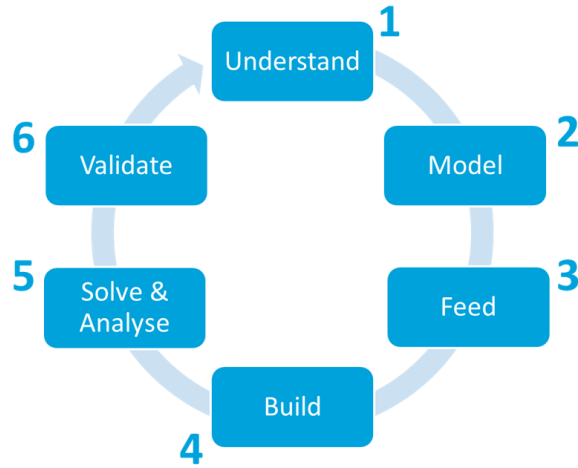 1
Understand
2
Model
3
Feed
4
Build
5
Solve &
Analyse
6
Validate